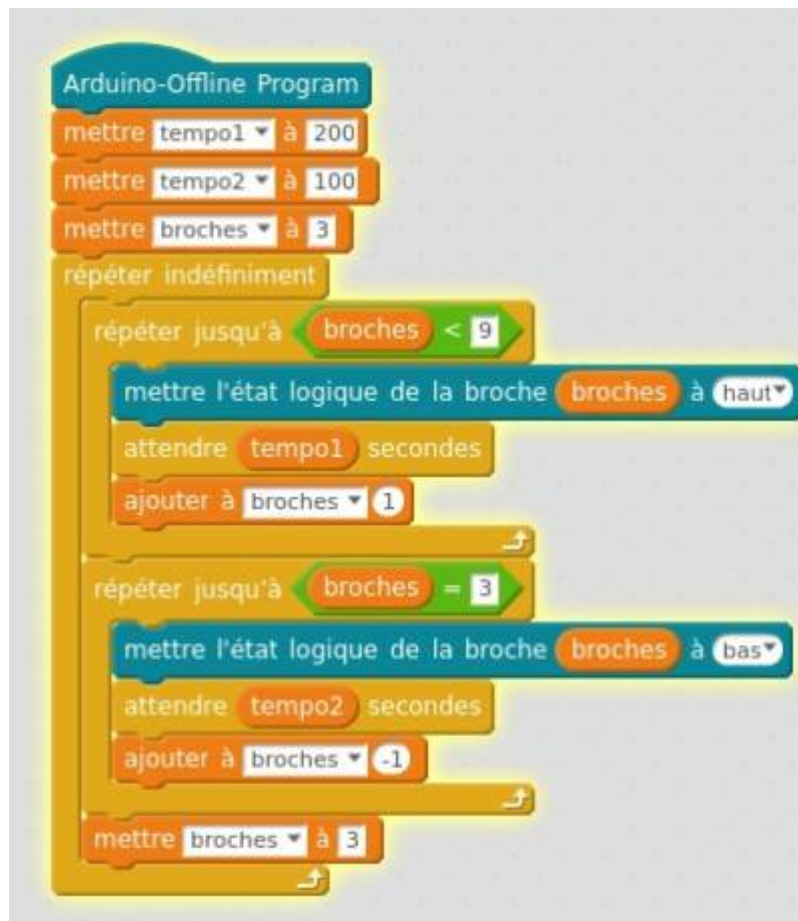 Arduino-Offline Program
mettre tempo1 à 200
mettre tempo2 à 100
mettre broches à 3
répéter indéfiniment
répéter jusqu'à broches < 9
mettre l'état logique de la broche broches à haut
attendre tempo1 secondes
ajouter à broches 1
répéter jusqu'à broches = 3
mettre l'état logique de la broche broches à bas
attendre tempo2 secondes
ajouter à broches -1
mettre broches à 3